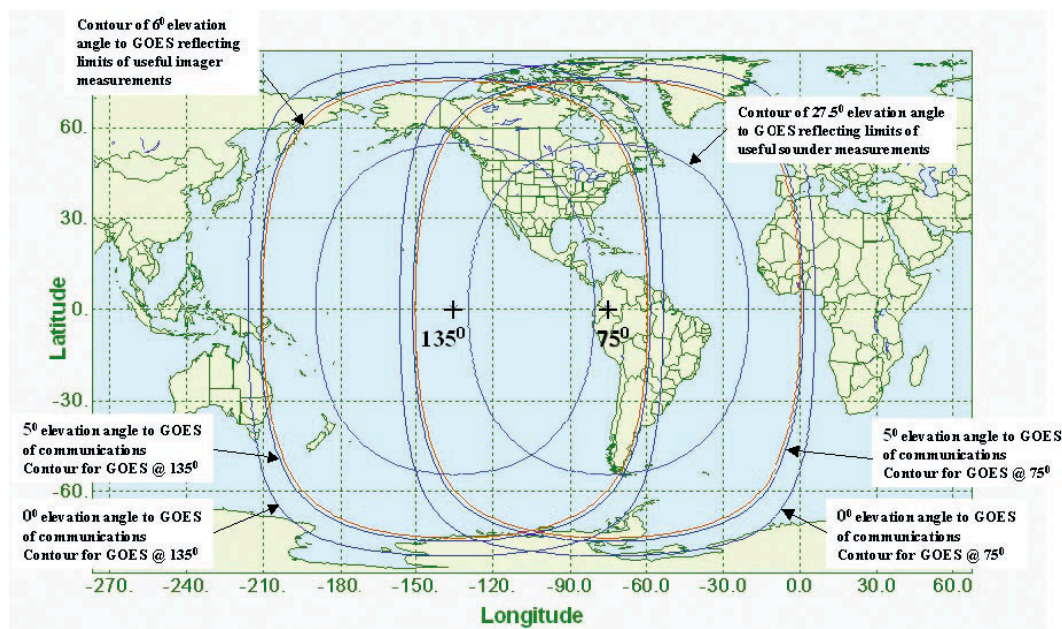 Contour of 6⁰ elevation
angle to GOES reflecting
limits of useful imager
measurements
Contour of 27.5⁰ elevation angle
to GOES reflecting limits of
useful sounder measurements
60.
30.
0.
-30.
-60.
Latitude
135⁰
75⁰
5⁰ elevation angle to GOES
of communications
Contour for GOES @ 135⁰
5⁰ elevation angle to GOES
of communications
Contour for GOES @ 75⁰
0⁰ elevation angle to GOES
of communications
Contour for GOES @ 135⁰
0⁰ elevation angle to GOES
of communications
Contour for GOES @ 75⁰
-270. -240. -210. -180. -150. -120. -90.0 -60.0 -30.0 0.0 30.0 60.0
Longitude